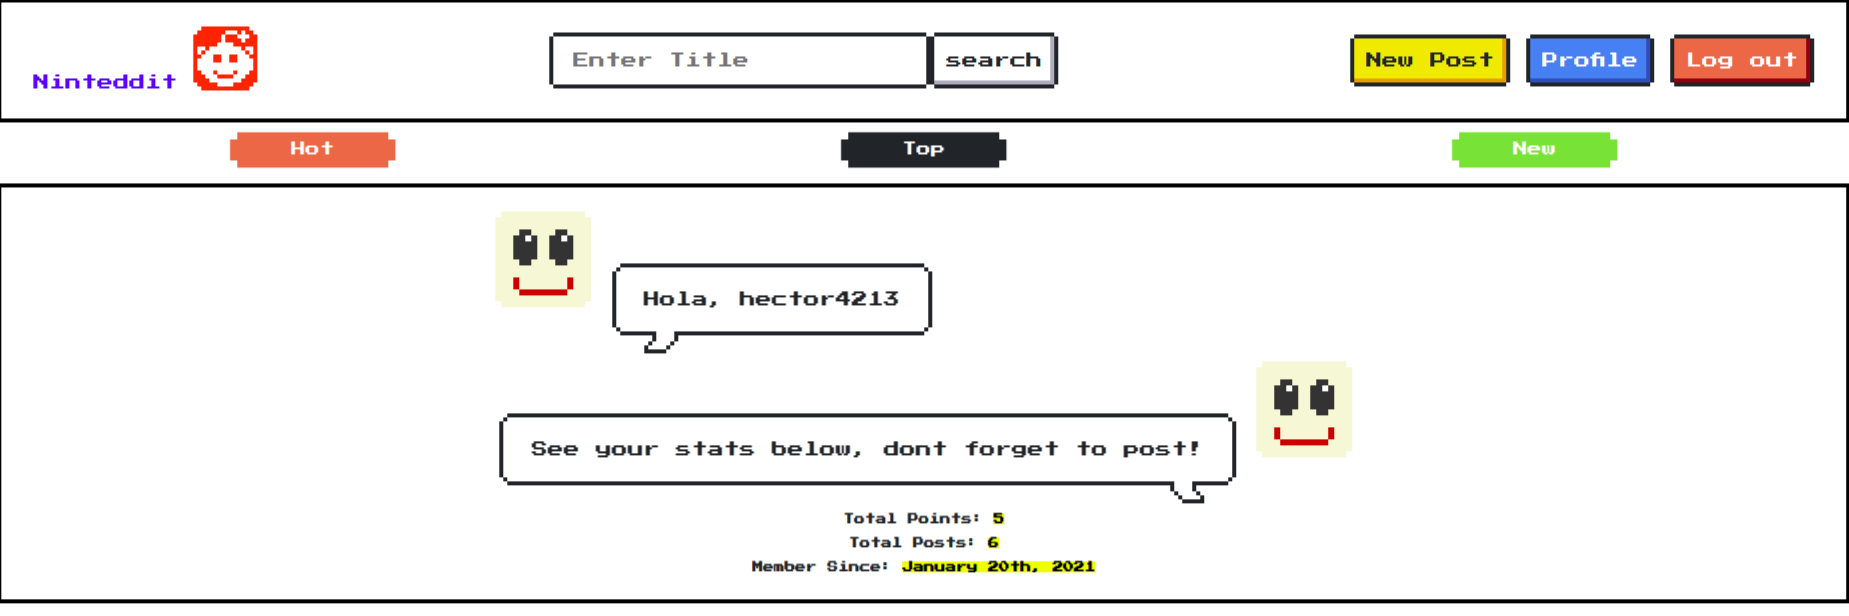 Ninteddit
Enter Title
search
New Post
Profile
Log out
Hot
Top
New
Hola, hector4213
See your stats below, dont forget to post!
Total Points: 5
Total Posts: 6
Member Since: January 20th, 2021